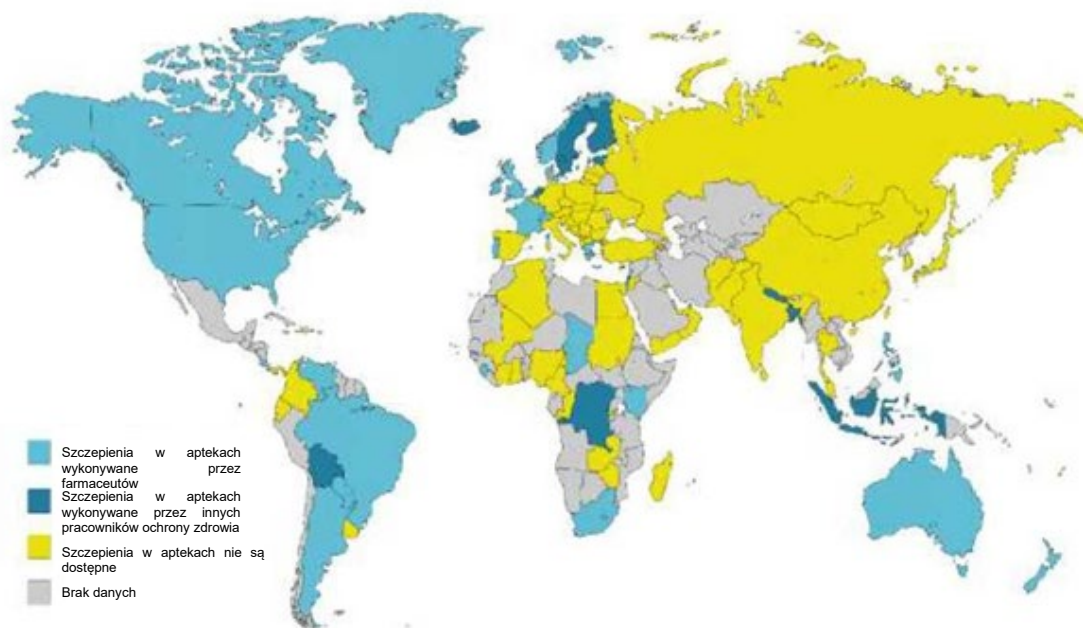 Szczepienia w aptekach
wykonywane przez
farmaceutów
Szczepienia w aptekach
wykonywane przez innych
pracowników ochrony zdrowia
Szczepienia w aptekach nie są
dostępne
Brak danych